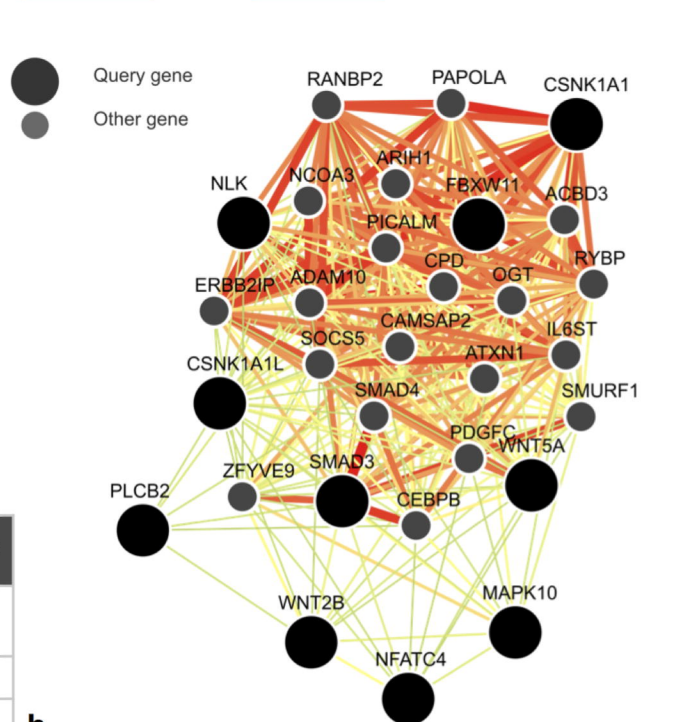 Query gene
Other gene
RANBP2
PAPOLA
CSNK1A1
ARIH1
NCOA3
NLK
FBXW11
ACBD3
PICALM
CPD
RYBP
ERBB2IP
ADAM10
OGT
CAMSAP2
SOCS5
IL6ST
CSNK1A1L
ATXN1
SMAD4
SMURF1
PDGFC
WNT5A
ZFYVE9
SMAD3
PLCB2
CEBPB
WNT2B
MAPK10
NFATC4